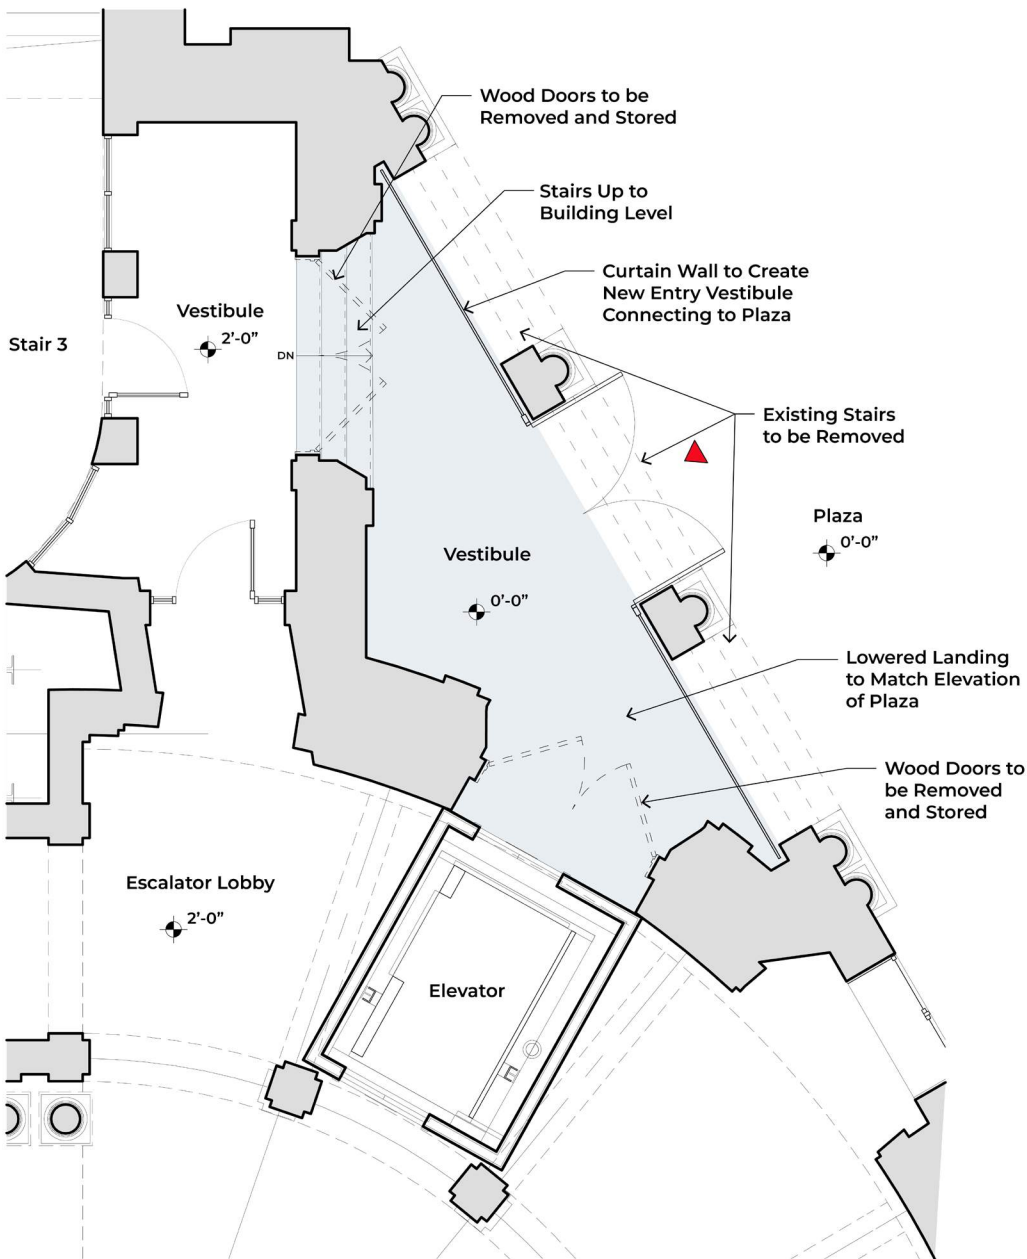 Wood Doors to be
Removed and Stored
Stairs Up to
Building Level
Curtain Wall to Create
New Entry Vestibule
Connecting to Plaza
Vestibule
2’-0”
Stair 3
DN
Existing Stairs
to be Removed
Plaza
0’-0”
Vestibule
0’-0”
Lowered Landing
to Match Elevation
of Plaza
Wood Doors to
be Removed
and Stored
Escalator Lobby
2’-0”
Elevator